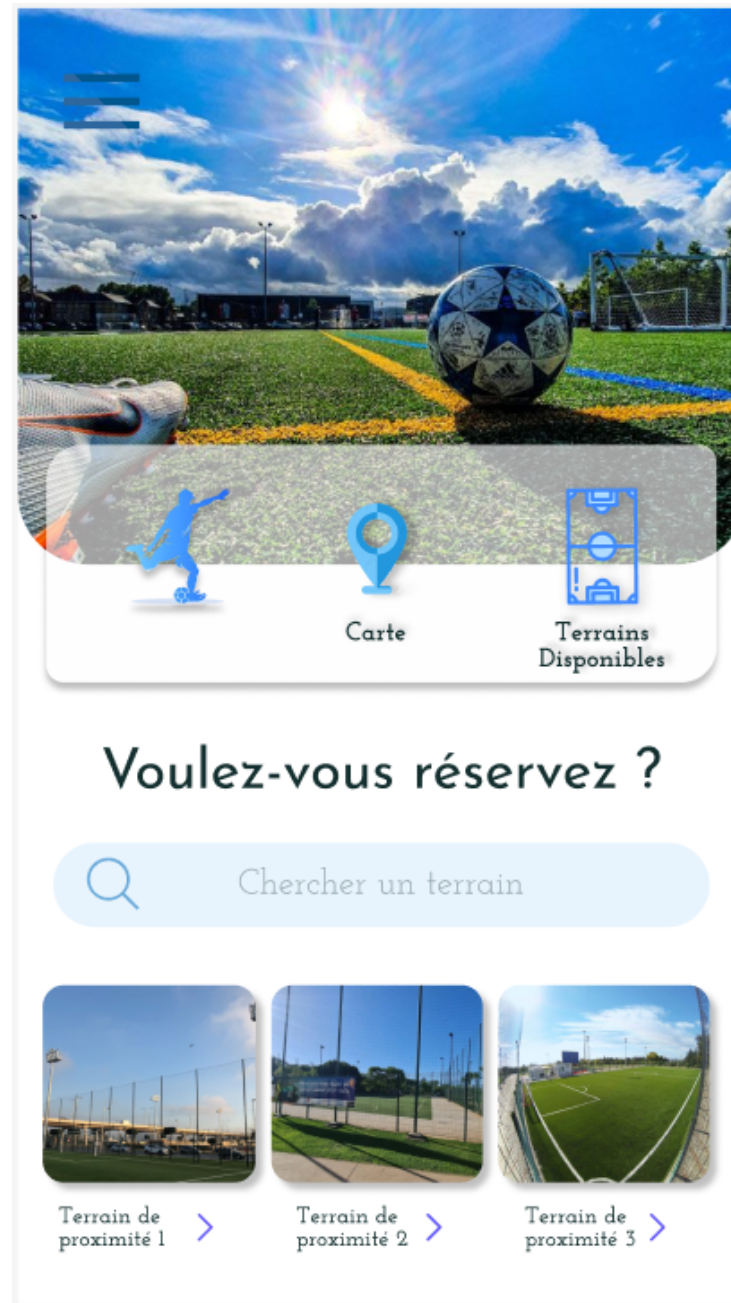 Carte
Terrains
Disponibles
Voulez-vous réservez ?
Chercher un terrain
Terrain de
proximité 1
Terrain de
proximité 2
Terrain de
proximité 3